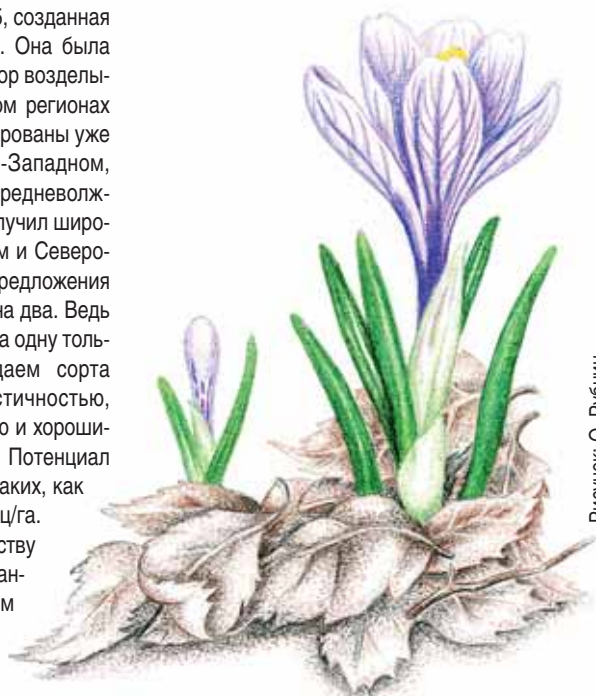 б, созданная
. Она была
ор возделы-
ом регионах
рованы уже
-Западном,
редневолж-
лучил широ-
м и Северо-
редложения
на два. Ведь
а одну толь-
даем сорта
стичностью,
ю и хороши-
Потенциал
аких, как
ц/га.
ству
ан-
м